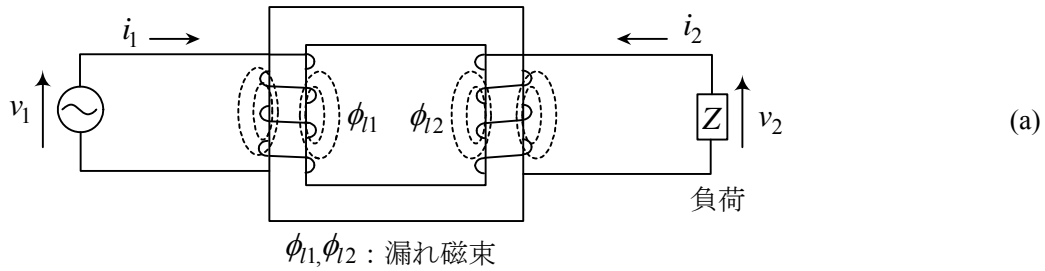 i₁
i₂
v₁
ϕₗ₁
ϕₗ₂
Z
v₂
(a)
負荷
ϕₗ₁,ϕₗ₂：漏れ磁束